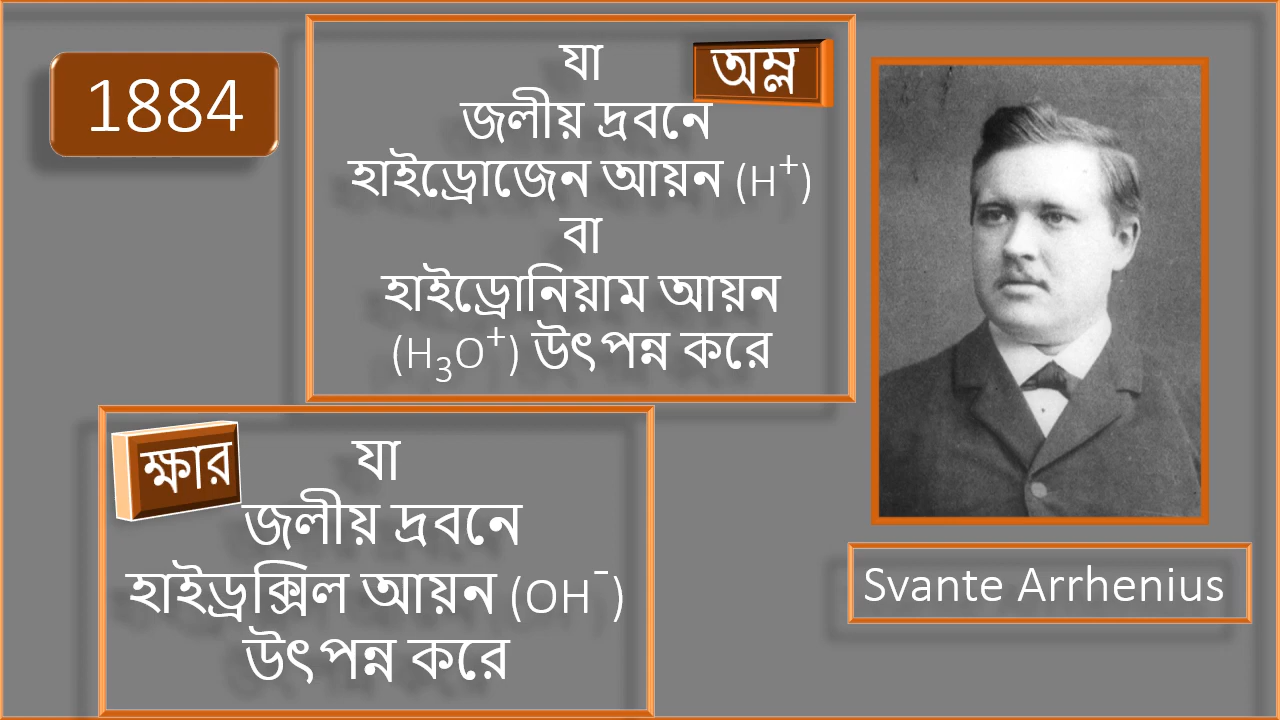 1884
অম্ল
যা
জলীয় দ্রবনে
হাইড্রোজেন আয়ন (H⁺)
বা
হাইড্রোনিয়াম আয়ন
(H₃O⁺) উৎপন্ন করে
ক্ষার
যা
জলীয় দ্রবনে
হাইড্রক্সিল আয়ন (OH⁻)
উৎপন্ন করে
Svante Arrhenius